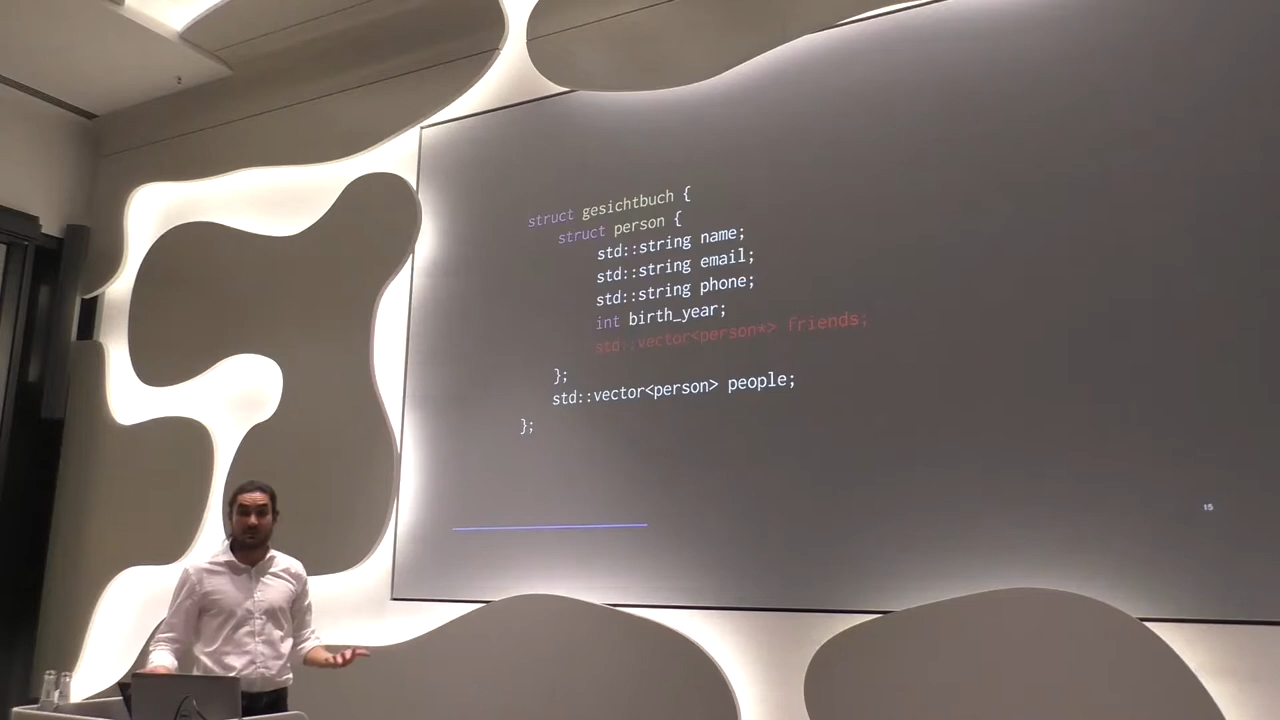 struct gesichtbuch {
struct person {
std::string name;
std::string email;
std::string phone;
int birth_year;
std::vector<person*> friends;
};
std::vector<person> people;
};
15